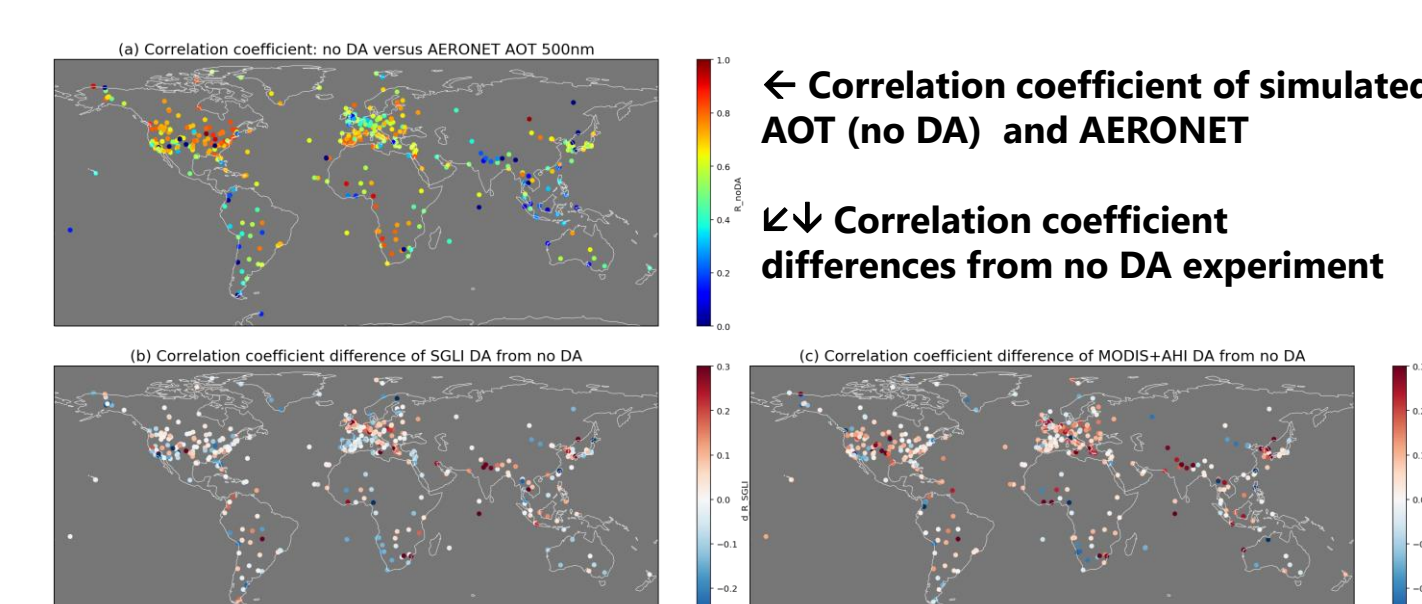 (a) Correlation coefficient: no DA versus AERONET AOT 500nm
1.0
0.8
0.6
0.4
0.2
0.0
R_noDA
← Correlation coefficient of simulated
AOT (no DA) and AERONET
↙↓ Correlation coefficient
differences from no DA experiment
(b) Correlation coefficient difference of SGLI DA from no DA
0.3
0.2
0.1
0.0
−0.1
−0.2
d_R_SGLI
(c) Correlation coefficient difference of MODIS+AHI DA from no DA